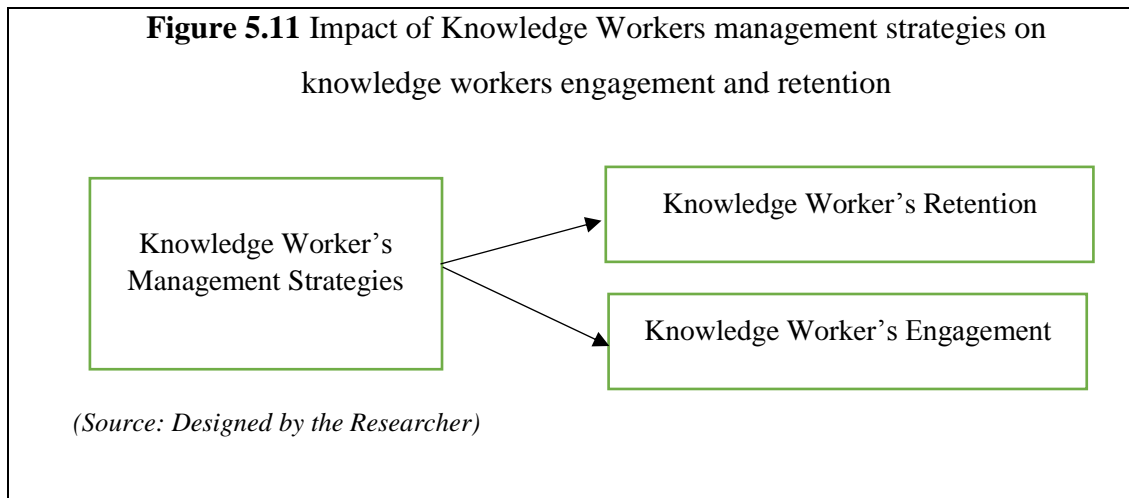 Figure 5.11 Impact of Knowledge Workers management strategies on
knowledge workers engagement and retention
Knowledge Worker’s
Management Strategies
Knowledge Worker’s Retention
Knowledge Worker’s Engagement
(Source: Designed by the Researcher)